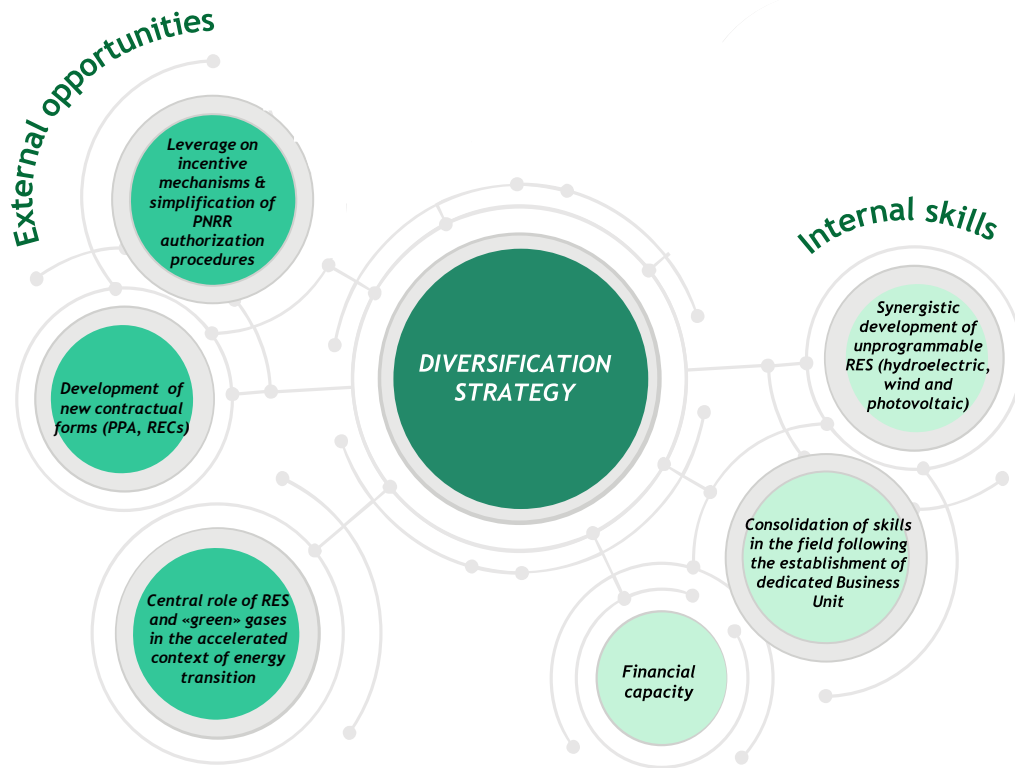 External opportunities
Leverage on
incentive
mechanisms &
simplification of
PNRR
authorization
procedures
Development of
new contractual
forms (PPA, RECs)
Central role of RES
and «green» gases
in the accelerated
context of energy
transition
DIVERSIFICATION
STRATEGY
Internal skills
Synergistic
development of
unprogrammable
RES (hydroelectric,
wind and
photovoltaic)
Consolidation of skills
in the field following
the establishment of
dedicated Business
Unit
Financial
capacity